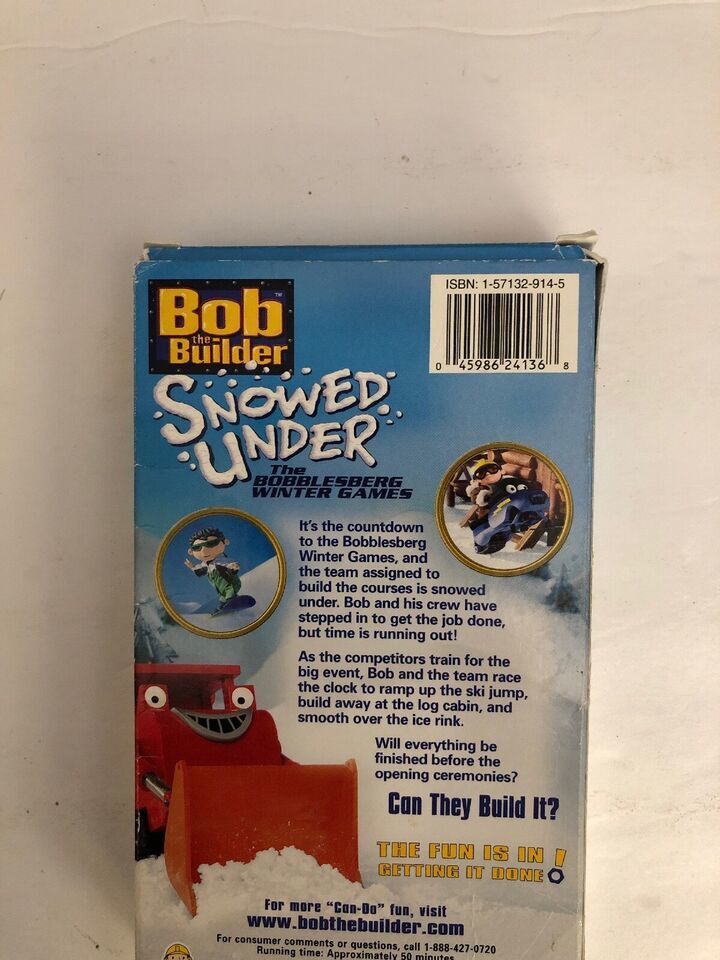 Bob
™
the
Builder
ISBN: 1-57132-914-5
0 45986 24136 8
SNOWED
UNDER
The
BOBBLESBERG
WINTER GAMES
It's the countdown
to the Bobblesberg
Winter Games, and
the team assigned to
build the courses is snowed
under. Bob and his crew have
stepped in to get the job done,
but time is running out!
As the competitors train for the
big event, Bob and the team race
the clock to ramp up the ski jump,
build away at the log cabin, and
smooth over the ice rink.
Will everything be
finished before the
opening ceremonies?
Can They Build It?
THE FUN IS IN
GETTING IT DONE!
For more "Can-Do" fun, visit
www.bobthebuilder.com
For consumer comments or questions, call 1-888-427-0720
Running time: Approximately 50 minutes